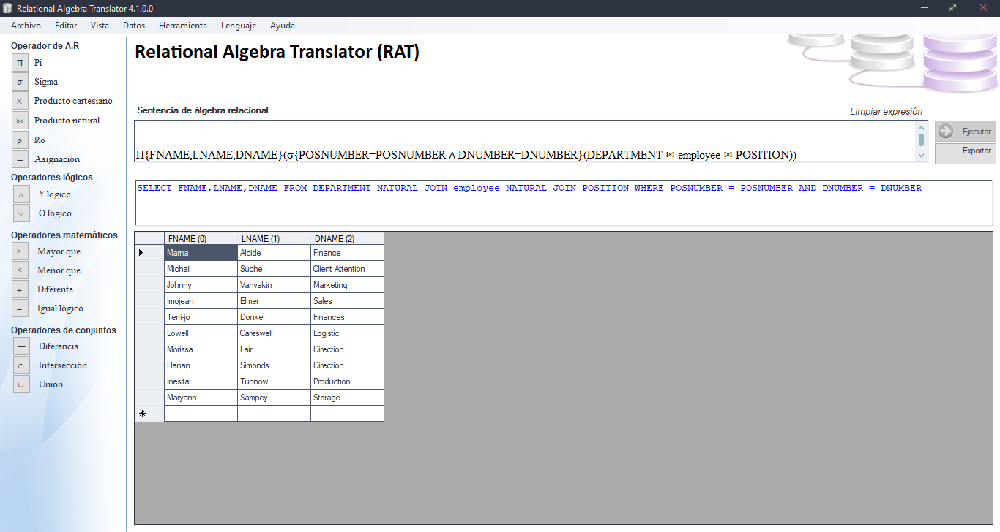 Relational Algebra Translator 4.1.0.0
Archivo Editar Vista Datos Herramienta Lenguaje Ayuda
Operador de A.R
Π Pi
σ Sigma
× Producto cartesiano
⋈ Producto natural
ρ Ro
← Asignación
Operadores lógicos
∧ Y lógico
∨ O lógico
Operadores matemáticos
≥ Mayor que
≤ Menor que
≠ Diferente
= Igual lógico
Operadores de conjuntos
— Diferencia
∩ Intersección
∪ Union
Relational Algebra Translator (RAT)
Sentencia de álgebra relacional
Limpiar expresión
Π{FNAME,LNAME,DNAME}(σ{POSNUMBER=POSNUMBER ∧ DNUMBER=DNUMBER}(DEPARTMENT ⋈ employee ⋈ POSITION))
Ejecutar
Exportar
SELECT FNAME,LNAME,DNAME FROM DEPARTMENT NATURAL JOIN employee NATURAL JOIN POSITION WHERE POSNUMBER = POSNUMBER AND DNUMBER = DNUMBER
FNAME (0) LNAME (1) DNAME (2)
Mama Alcide Finance
Michail Suche Client Attention
Johnny Vanyakin Marketing
Imojean Elmer Sales
Terri-jo Donke Finances
Lowell Careswell Logistic
Morissa Fair Direction
Hanan Simonds Direction
Inesita Tunnow Production
Maryann Sampey Storage